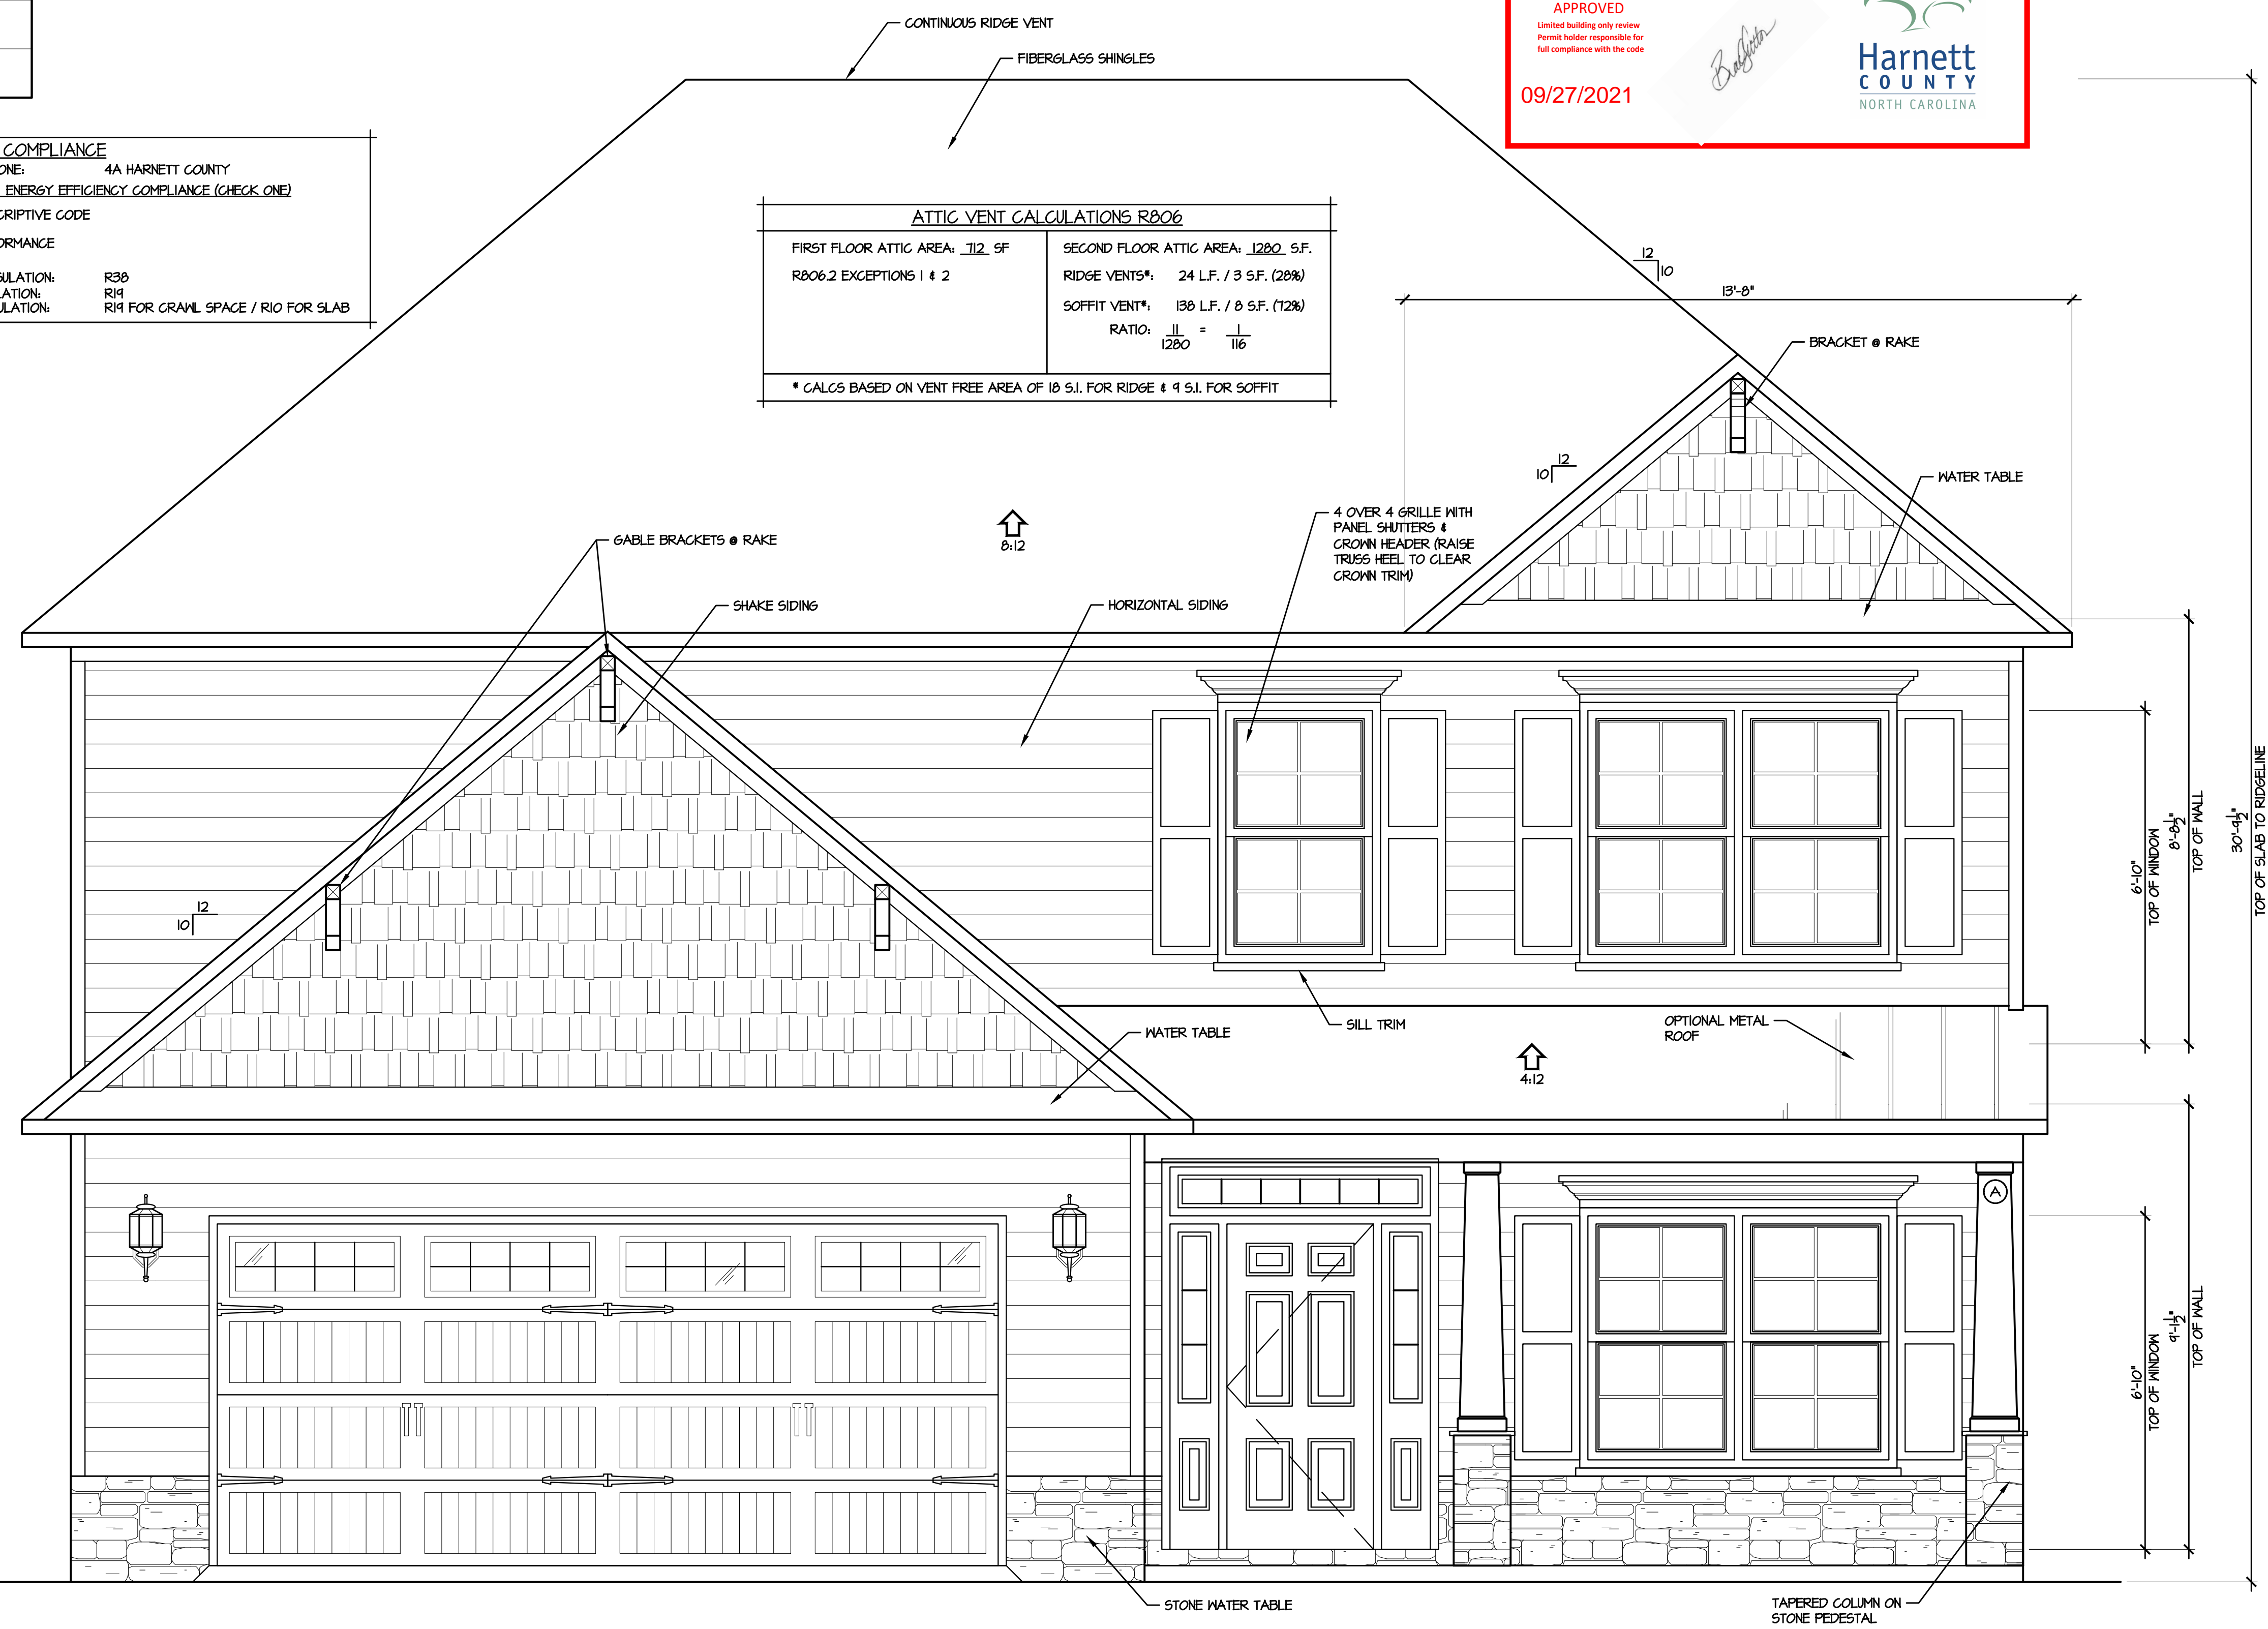 CONTINUOUS RIDGE VENT
FIBERGLASS SHINGLES
APPROVED
Limited building only review
Permit holder responsible for
full compliance with the code
09/27/2021
Harnett
COUNTY
NORTH CAROLINA
COMPLIANCE
ONE: 4A HARNETT COUNTY
ENERGY EFFICIENCY COMPLIANCE (CHECK ONE)
CRIPTIVE CODE
ORMANCE
SULATION: R38
LATION: R19
ULATION: R19 FOR CRAWL SPACE / R10 FOR SLAB
ATTIC VENT CALCULATIONS R806
FIRST FLOOR ATTIC AREA: 712 SF
R806.2 EXCEPTIONS 1 & 2
SECOND FLOOR ATTIC AREA: 1280 S.F.
RIDGE VENTS*: 24 L.F. / 3 S.F. (28%)
SOFFIT VENT*: 138 L.F. / 8 S.F. (72%)
RATIO: 11 = 1
1280 116
* CALCS BASED ON VENT FREE AREA OF 18 S.I. FOR RIDGE & 9 S.I. FOR SOFFIT
12
10
13'-8"
BRACKET @ RAKE
12
10
WATER TABLE
4 OVER 4 GRILLE WITH
PANEL SHUTTERS &
CROWN HEADER (RAISE
TRUSS HEEL TO CLEAR
CROWN TRIM)
8:12
GABLE BRACKETS @ RAKE
SHAKE SIDING
HORIZONTAL SIDING
12
10
WATER TABLE
SILL TRIM
OPTIONAL METAL
ROOF
4:12
6'-10"
TOP OF WINDOW
8'-8 1/2"
TOP OF WALL
30'-9 1/2"
TOP OF SLAB TO RIDGELINE
A
6'-10"
TOP OF WINDOW
9'-1 1/2"
TOP OF WALL
STONE WATER TABLE
TAPERED COLUMN ON
STONE PEDESTAL